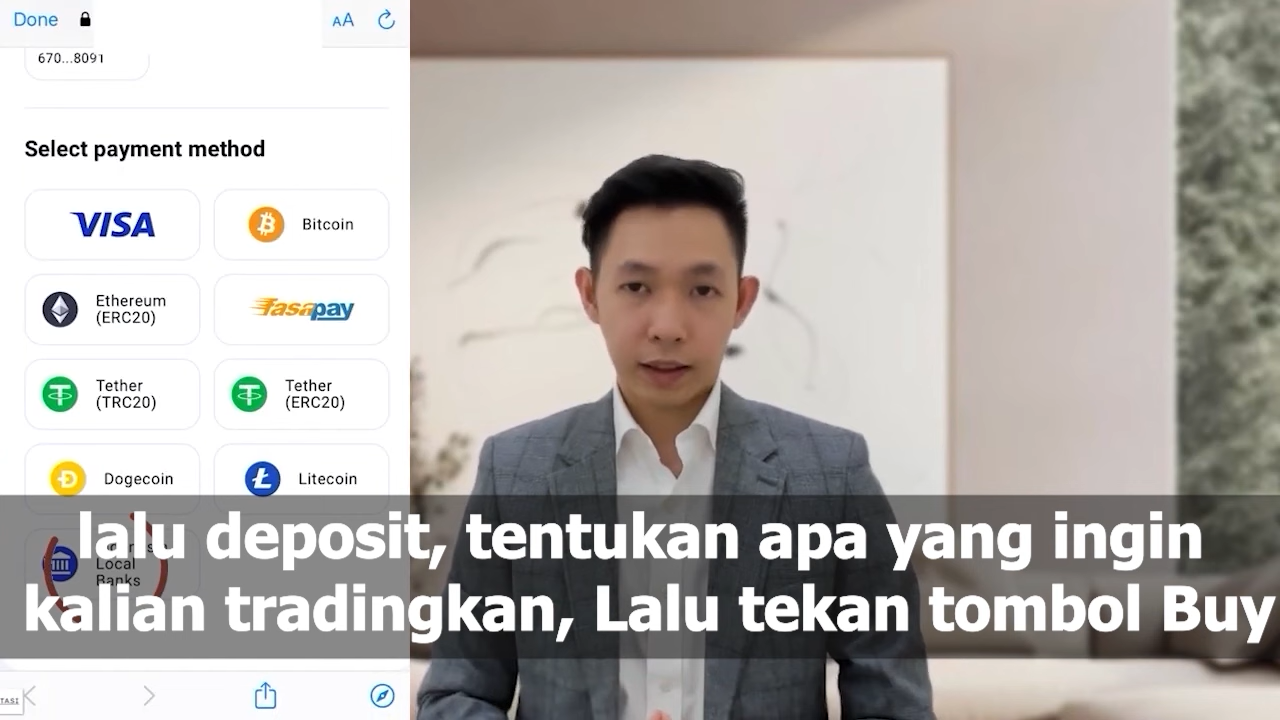 Done
AA
670...8091
Select payment method
VISA
Bitcoin
Ethereum
(ERC20)
fasapay
Tether
(TRC20)
Tether
(ERC20)
Dogecoin
Litecoin
Local
Banks
lalu deposit, tentukan apa yang ingin
kalian tradingkan, Lalu tekan tombol Buy
TASI